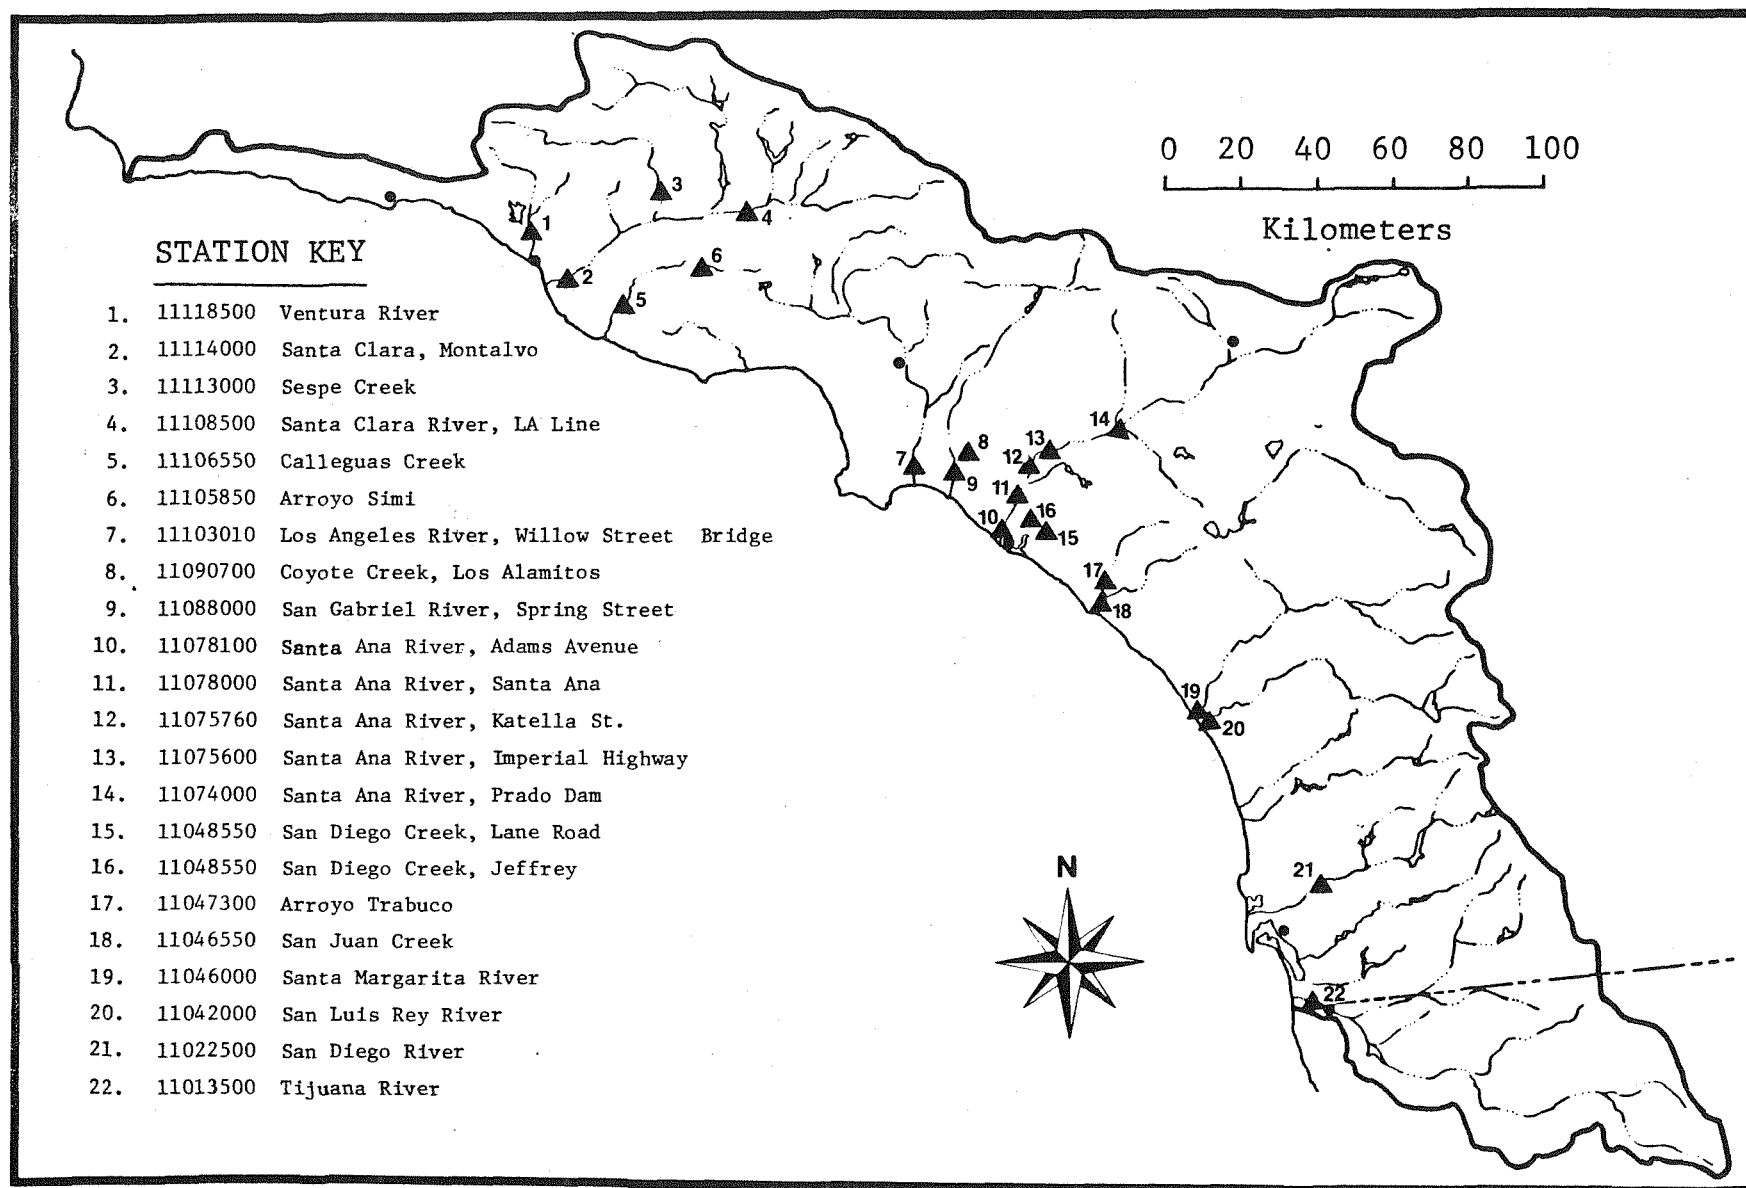 0 20 40 60 80 100
Kilometers
STATION KEY
1. 11118500 Ventura River
2. 11114000 Santa Clara, Montalvo
3. 11113000 Sespe Creek
4. 11108500 Santa Clara River, LA Line
5. 11106550 Calleguas Creek
6. 11105850 Arroyo Simi
7. 11103010 Los Angeles River, Willow Street Bridge
8. 11090700 Coyote Creek, Los Alamitos
9. 11088000 San Gabriel River, Spring Street
10. 11078100 Santa Ana River, Adams Avenue
11. 11078000 Santa Ana River, Santa Ana
12. 11075760 Santa Ana River, Katella St.
13. 11075600 Santa Ana River, Imperial Highway
14. 11074000 Santa Ana River, Prado Dam
15. 11048550 San Diego Creek, Lane Road
16. 11048550 San Diego Creek, Jeffrey
17. 11047300 Arroyo Trabuco
18. 11046550 San Juan Creek
19. 11046000 Santa Margarita River
20. 11042000 San Luis Rey River
21. 11022500 San Diego River
22. 11013500 Tijuana River
1
2
3
4
5
6
7
8
9
10
11
12
13
14
15
16
17
18
19
20
21
22
N